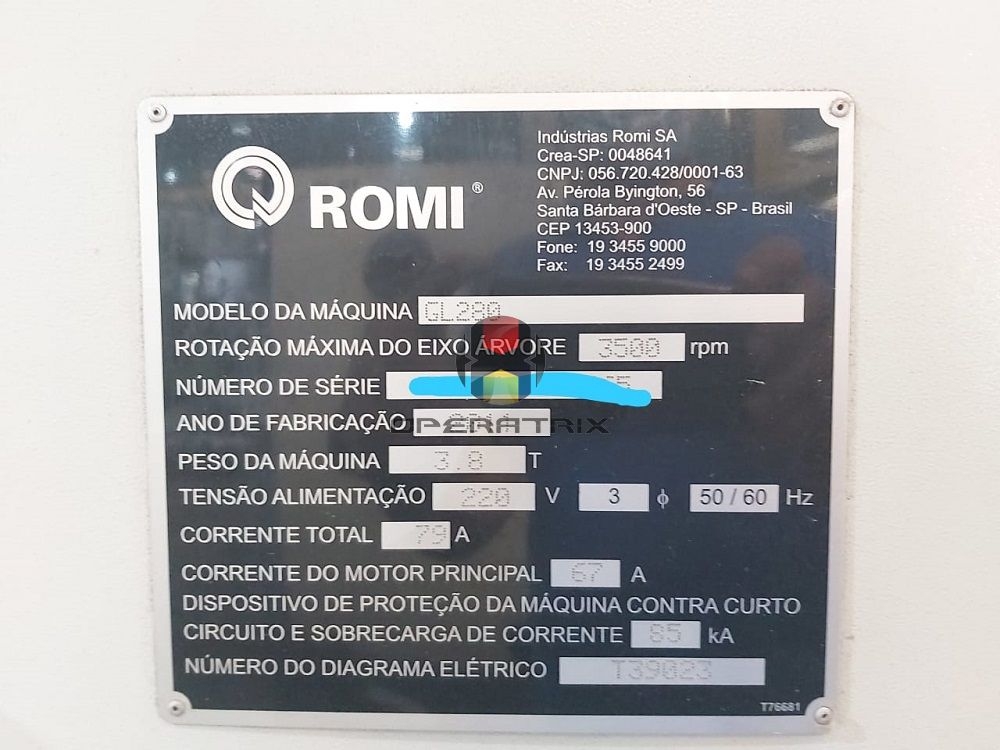 ROMI®
Indústrias Romi SA
Crea-SP: 0048641
CNPJ: 056.720.428/0001-63
Av. Pérola Byington, 56
Santa Bárbara d'Oeste - SP - Brasil
CEP 13453-900
Fone: 19 3455 9000
Fax: 19 3455 2499
MODELO DA MÁQUINA GL280
ROTAÇÃO MÁXIMA DO EIXO ÁRVORE 3500 rpm
NÚMERO DE SÉRIE
ANO DE FABRICAÇÃO
OPERATRIX
PESO DA MÁQUINA 3.8 T
TENSÃO ALIMENTAÇÃO 220 V 3 ϕ 50 / 60 Hz
CORRENTE TOTAL 79 A
CORRENTE DO MOTOR PRINCIPAL 67 A
DISPOSITIVO DE PROTEÇÃO DA MÁQUINA CONTRA CURTO
CIRCUITO E SOBRECARGA DE CORRENTE 85 kA
NÚMERO DO DIAGRAMA ELÉTRICO T39023
T76681